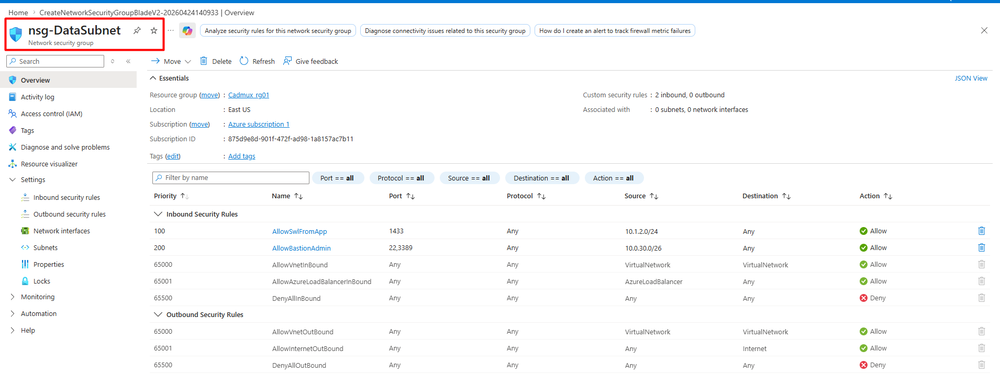 Home > CreateNetworkSecurityGroupBladeV2-20260424140933 | Overview
nsg-DataSubnet
Network security group
Analyze security rules for this network security group
Diagnose connectivity issues related to this security group
How do I create an alert to track firewall metric failures
Search
Move Delete Refresh Give feedback
Overview
Activity log
Access control (IAM)
Tags
Diagnose and solve problems
Resource visualizer
Settings
Inbound security rules
Outbound security rules
Network interfaces
Subnets
Properties
Locks
Monitoring
Automation
Help
Essentials
JSON View
Resource group (move) : Cadmux_rg01
Location : East US
Subscription (move) : Azure subscription 1
Subscription ID : 875d9e8d-901f-472f-ad98-1a8157ac7b11
Tags (edit) : Add tags
Custom security rules : 2 inbound, 0 outbound
Associated with : 0 subnets, 0 network interfaces
Filter by name Port == all Protocol == all Source == all Destination == all Action == all
Priority Name Port Protocol Source Destination Action
Inbound Security Rules
100 AllowSwlFromApp 1433 Any 10.1.2.0/24 Any Allow
200 AllowBastionAdmin 22,3389 Any 10.0.30.0/26 Any Allow
65000 AllowVnetInBound Any Any VirtualNetwork VirtualNetwork Allow
65001 AllowAzureLoadBalancerInBound Any Any AzureLoadBalancer Any Allow
65500 DenyAllInBound Any Any Any Any Deny
Outbound Security Rules
65000 AllowVnetOutBound Any Any VirtualNetwork VirtualNetwork Allow
65001 AllowInternetOutBound Any Any Any Internet Allow
65500 DenyAllOutBound Any Any Any Any Deny